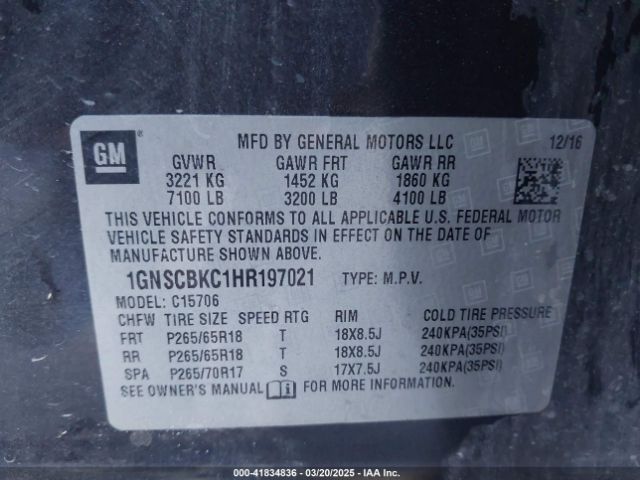 GM
®
MFD BY GENERAL MOTORS LLC 12/16
GVWR GAWR FRT GAWR RR
3221 KG 1452 KG 1860 KG
7100 LB 3200 LB 4100 LB
THIS VEHICLE CONFORMS TO ALL APPLICABLE U.S. FEDERAL MOTOR
VEHICLE SAFETY STANDARDS IN EFFECT ON THE DATE OF
MANUFACTURE SHOWN ABOVE.
1GNSCBKC1HR197021 TYPE: M.P.V.
MODEL: C15706
CHFW TIRE SIZE SPEED RTG RIM COLD TIRE PRESSURE
FRT P265/65R18 T 18X8.5J 240KPA(35PSI)
RR P265/65R18 T 18X8.5J 240KPA(35PSI)
SPA P265/70R17 S 17X7.5J 240KPA(35PSI)
SEE OWNER'S MANUAL FOR MORE INFORMATION.
000-41834836 - 03/20/2025 - IAA Inc.